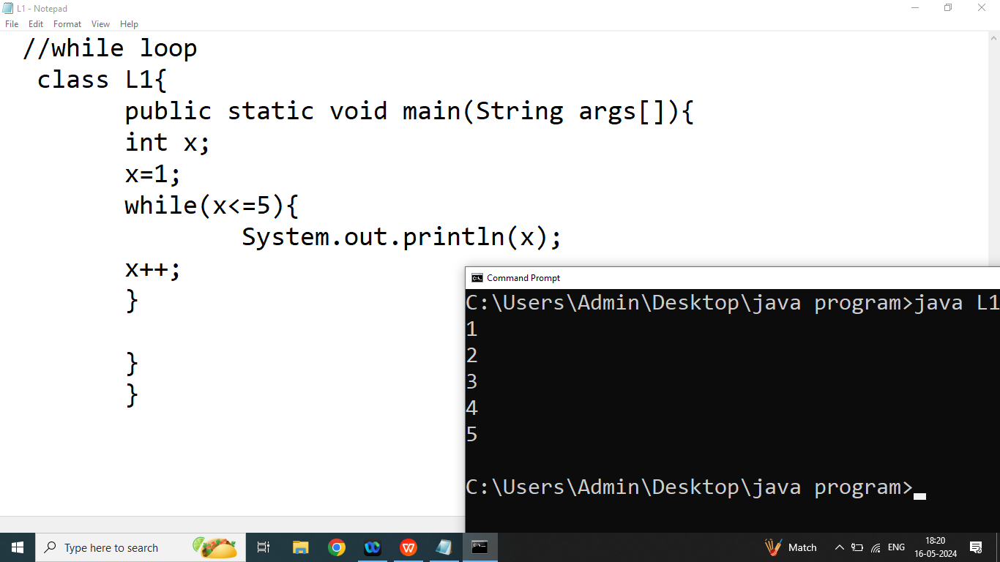 L1 - Notepad
File Edit Format View Help
//while loop
class L1{
public static void main(String args[]){
int x;
x=1;
while(x<=5){
System.out.println(x);
x++;
}
}
}
Command Prompt
C:\Users\Admin\Desktop\java program>java L1
1
2
3
4
5
C:\Users\Admin\Desktop\java program>
Type here to search
Match
ENG
18:20
16-05-2024